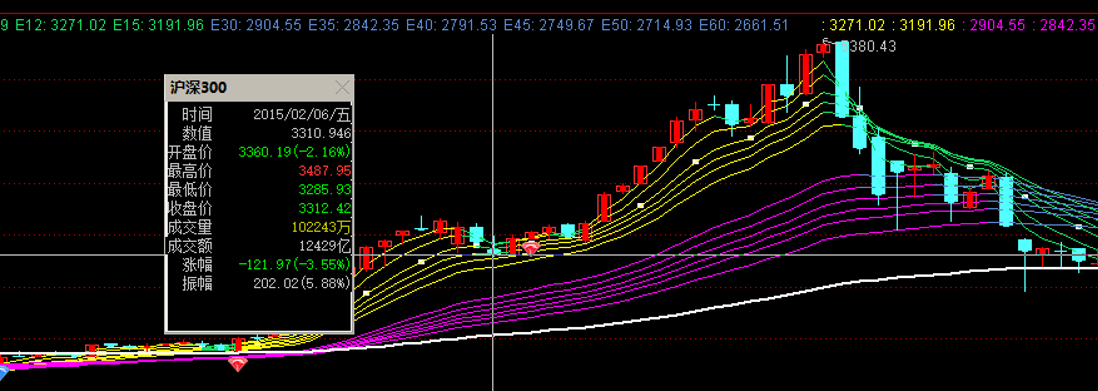 9 E12:3271.02 E15:3191.96 E30:2904.55 E35:2842.35 E40:2791.53 E45:2749.67 E50:2714.93 E60:2661.51 :3271.02 :3191.96 :2904.55 :2842.35
380.43
沪深300
时间 2015/02/06/五
数值 3310.946
开盘价 3360.19(-2.16%)
最高价 3487.95
最低价 3285.93
收盘价 3312.42
成交量 102243万
成交额 12429亿
涨幅 -121.97(-3.55%)
振幅 202.02(5.88%)